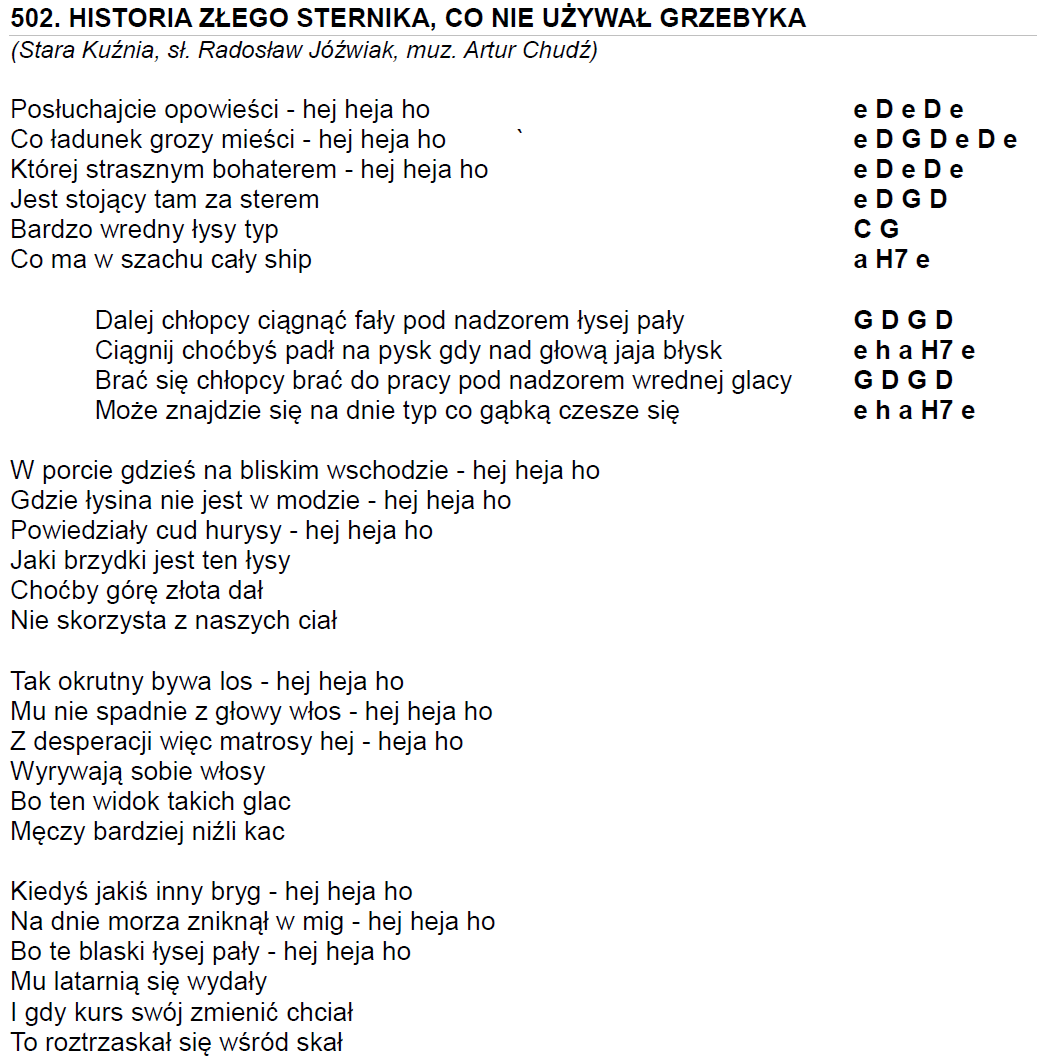 502. HISTORIA ZŁEGO STERNIKA, CO NIE UŻYWAŁ GRZEBYKA
(Stara Kuźnia, sł. Radosław Jóźwiak, muz. Artur Chudź)
Posłuchajcie opowieści - hej heja ho e D e D e
Co ładunek grozy mieści - hej heja ho ` e D G D e D e
Której strasznym bohaterem - hej heja ho e D e D e
Jest stojący tam za sterem e D G D
Bardzo wredny łysy typ C G
Co ma w szachu cały ship a H7 e
Dalej chłopcy ciągnąć fały pod nadzorem łysej pały G D G D
Ciągnij choćbyś padł na pysk gdy nad głową jaja błysk e h a H7 e
Brać się chłopcy brać do pracy pod nadzorem wrednej glacy G D G D
Może znajdzie się na dnie typ co gąbką czesze się e h a H7 e
W porcie gdzieś na bliskim wschodzie - hej heja ho
Gdzie łysina nie jest w modzie - hej heja ho
Powiedziały cud hurysy - hej heja ho
Jaki brzydki jest ten łysy
Choćby górę złota dał
Nie skorzysta z naszych ciał
Tak okrutny bywa los - hej heja ho
Mu nie spadnie z głowy włos - hej heja ho
Z desperacji więc matrosy hej - heja ho
Wyrywają sobie włosy
Bo ten widok takich glac
Męczy bardziej niźli kac
Kiedyś jakiś inny bryg - hej heja ho
Na dnie morza zniknął w mig - hej heja ho
Bo te blaski łysej pały - hej heja ho
Mu latarnią się wydały
I gdy kurs swój zmienić chciał
To roztrzaskał się wśród skał